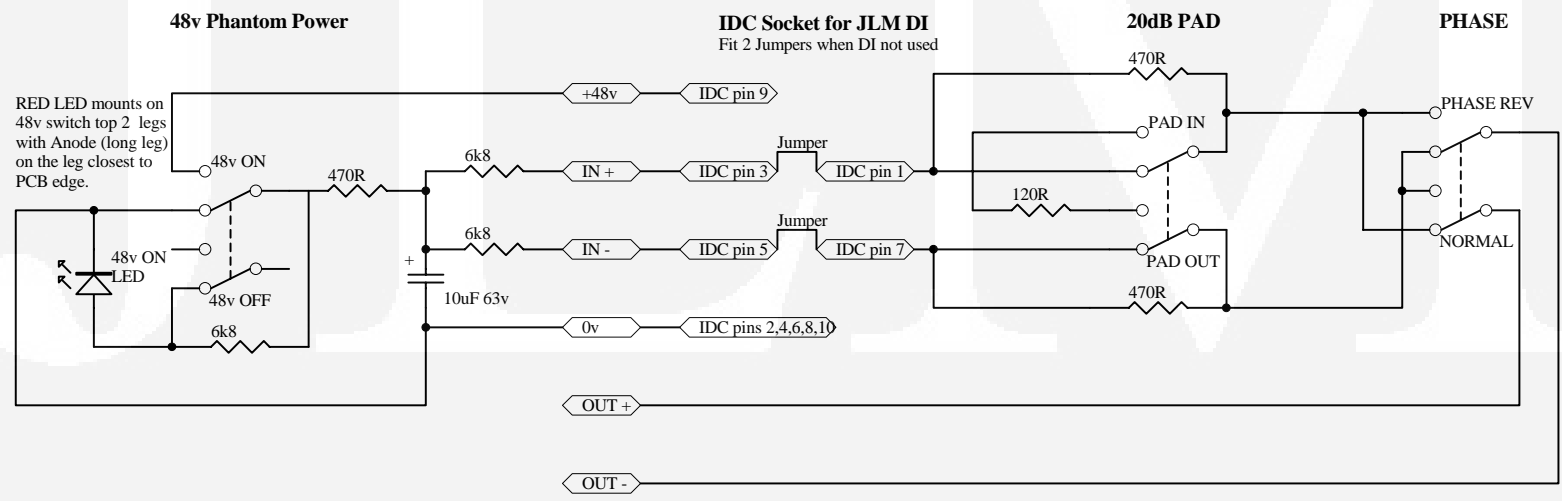 48v Phantom Power
IDC Socket for JLM DI
Fit 2 Jumpers when DI not used
20dB PAD
PHASE
RED LED mounts on
48v switch top 2 legs
with Anode (long leg)
on the leg closest to
PCB edge.
48v ON
48v ON
LED
48v OFF
6k8
470R
6k8
6k8
+
10uF 63v
+48v
IDC pin 9
IN +
IDC pin 3
Jumper
IDC pin 1
IN -
IDC pin 5
Jumper
IDC pin 7
0v
IDC pins 2,4,6,8,10
OUT +
OUT -
470R
PAD IN
120R
PAD OUT
470R
PHASE REV
NORMAL
JLM